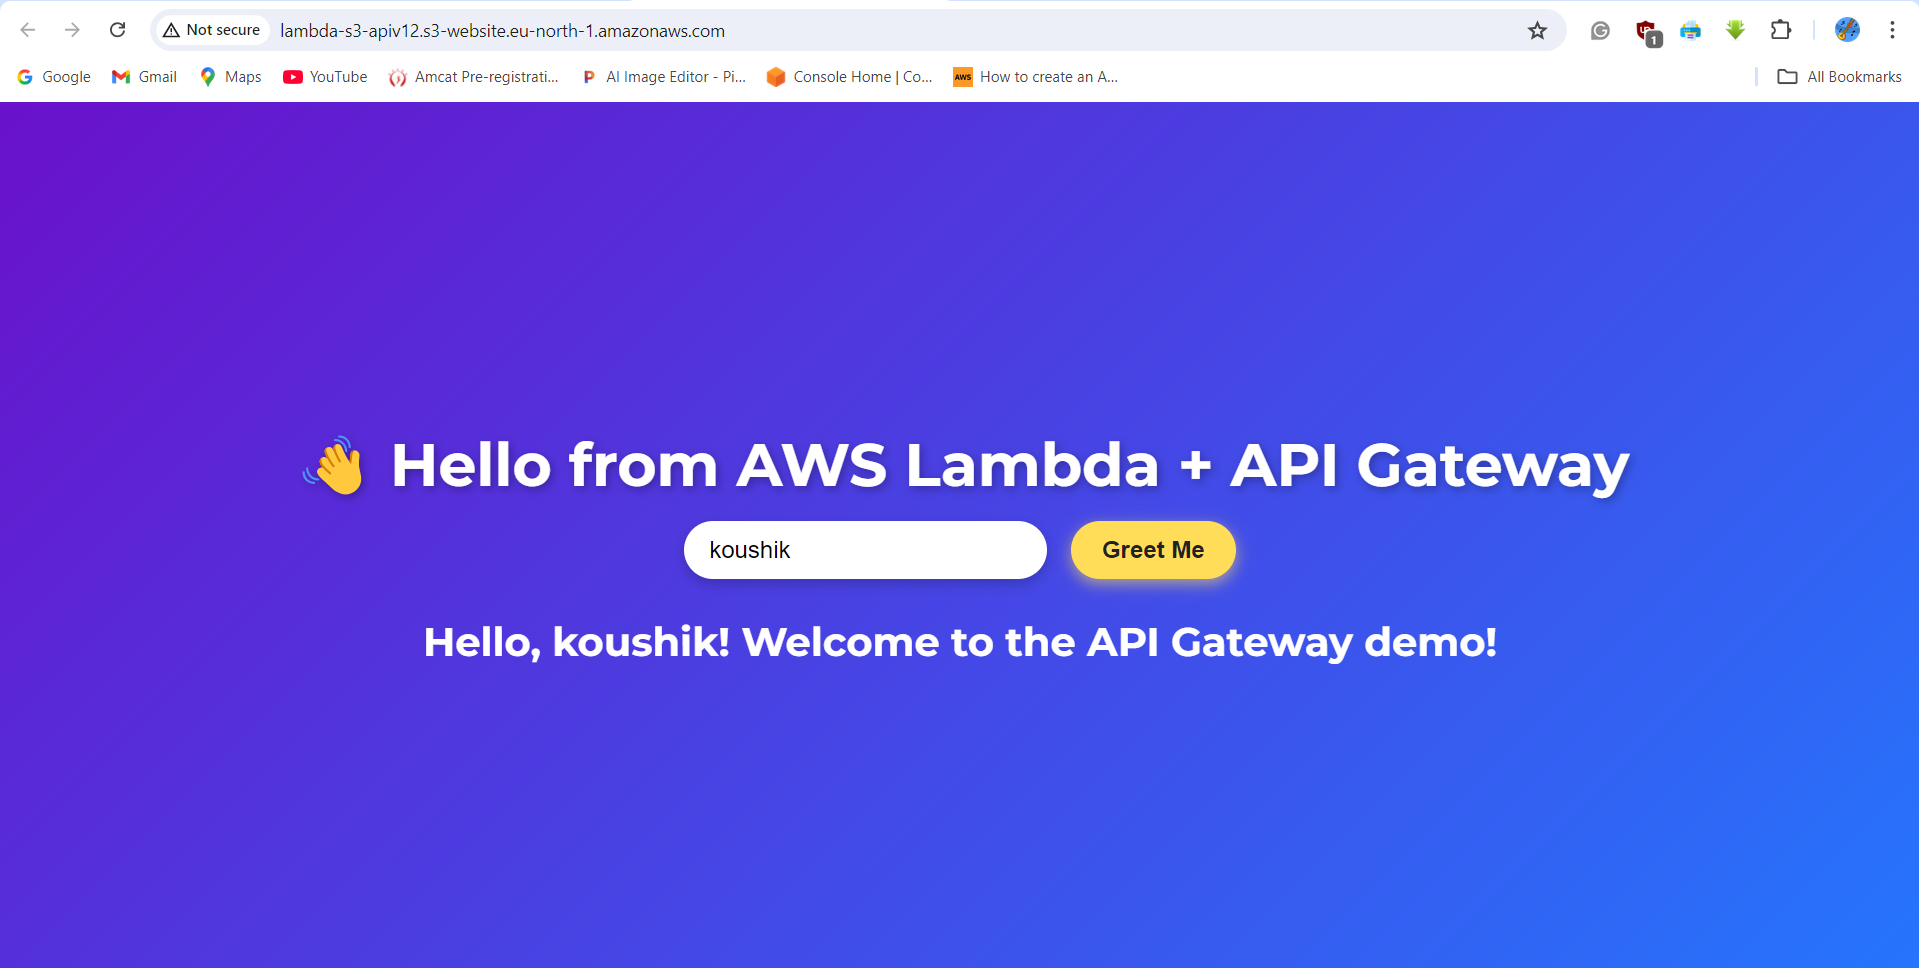 Not secure lambda-s3-apiv12.s3-website.eu-north-1.amazonaws.com 1
Google Gmail Maps YouTube Amcat Pre-registrati... P AI Image Editor - Pi... Console Home | Co... AWS How to create an A... All Bookmarks
👋 Hello from AWS Lambda + API Gateway
koushik Greet Me
Hello, koushik! Welcome to the API Gateway demo!